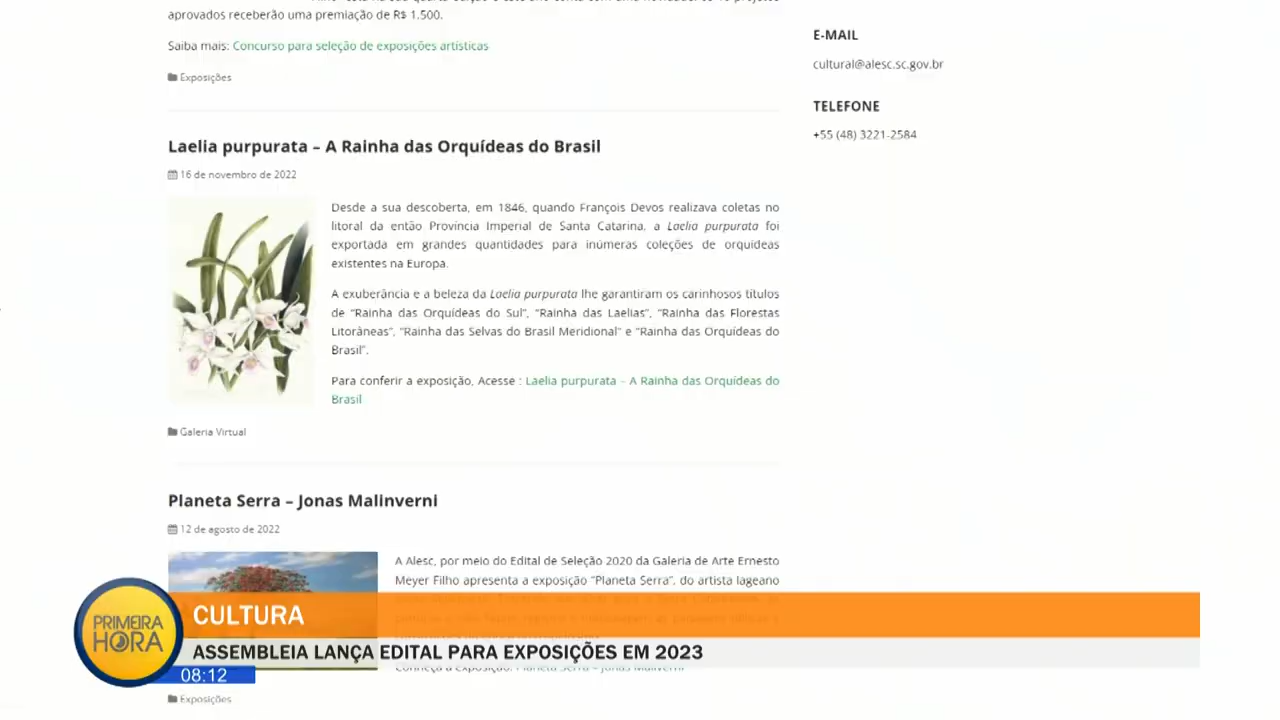 aprovados receberão uma premiação de R$ 1.500.
Saiba mais: Concurso para seleção de exposições artísticas
Exposições
Laelia purpurata – A Rainha das Orquídeas do Brasil
16 de novembro de 2022
Desde a sua descoberta, em 1846, quando François Devos realizava coletas no
litoral da então Província Imperial de Santa Catarina, a Laelia purpurata foi
exportada em grandes quantidades para inúmeras coleções de orquídeas
existentes na Europa.
A exuberância e a beleza da Laelia purpurata lhe garantiram os carinhosos títulos
de “Rainha das Orquídeas do Sul”, “Rainha das Laelias”, “Rainha das Florestas
Litorâneas”, “Rainha das Selvas do Brasil Meridional” e “Rainha das Orquídeas do
Brasil”.
Para conferir a exposição, Acesse : Laelia purpurata – A Rainha das Orquídeas do
Brasil
Galeria Virtual
Planeta Serra – Jonas Malinverni
12 de agosto de 2022
A Alesc, por meio do Edital de Seleção 2020 da Galeria de Arte Ernesto
Meyer Filho apresenta a exposição “Planeta Serra”, do artista lageano
Exposições
E-MAIL
cultural@alesc.sc.gov.br
TELEFONE
+55 (48) 3221-2584
PRIMEIRA
HORA
CULTURA
ASSEMBLEIA LANÇA EDITAL PARA EXPOSIÇÕES EM 2023
08:12